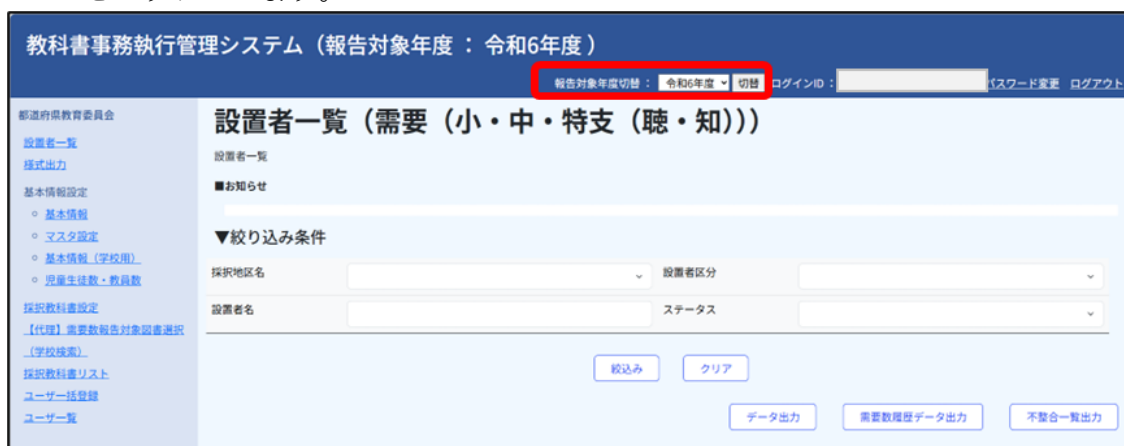 教科書事務執行管理システム（報告対象年度 ： 令和6年度 ）
報告対象年度切替 ： 令和6年度 切替 ログインID ： パスワード変更 ログアウト
都道府県教育委員会
設置者一覧
様式出力
基本情報設定
基本情報
マスタ設定
基本情報（学校用）
児童生徒数・教員数
採択教科書設定
【代理】需要数報告対象図書選択
（学校検索）
採択教科書リスト
ユーザー括登録
ユーザ一覧
設置者一覧（需要（小・中・特支（聴・知）））
設置者一覧
■お知らせ
▼絞り込み条件
採択地区名 設置者区分
設置者名 ステータス
絞込み クリア
データ出力 需要数履歴データ出力 不整合一覧出力